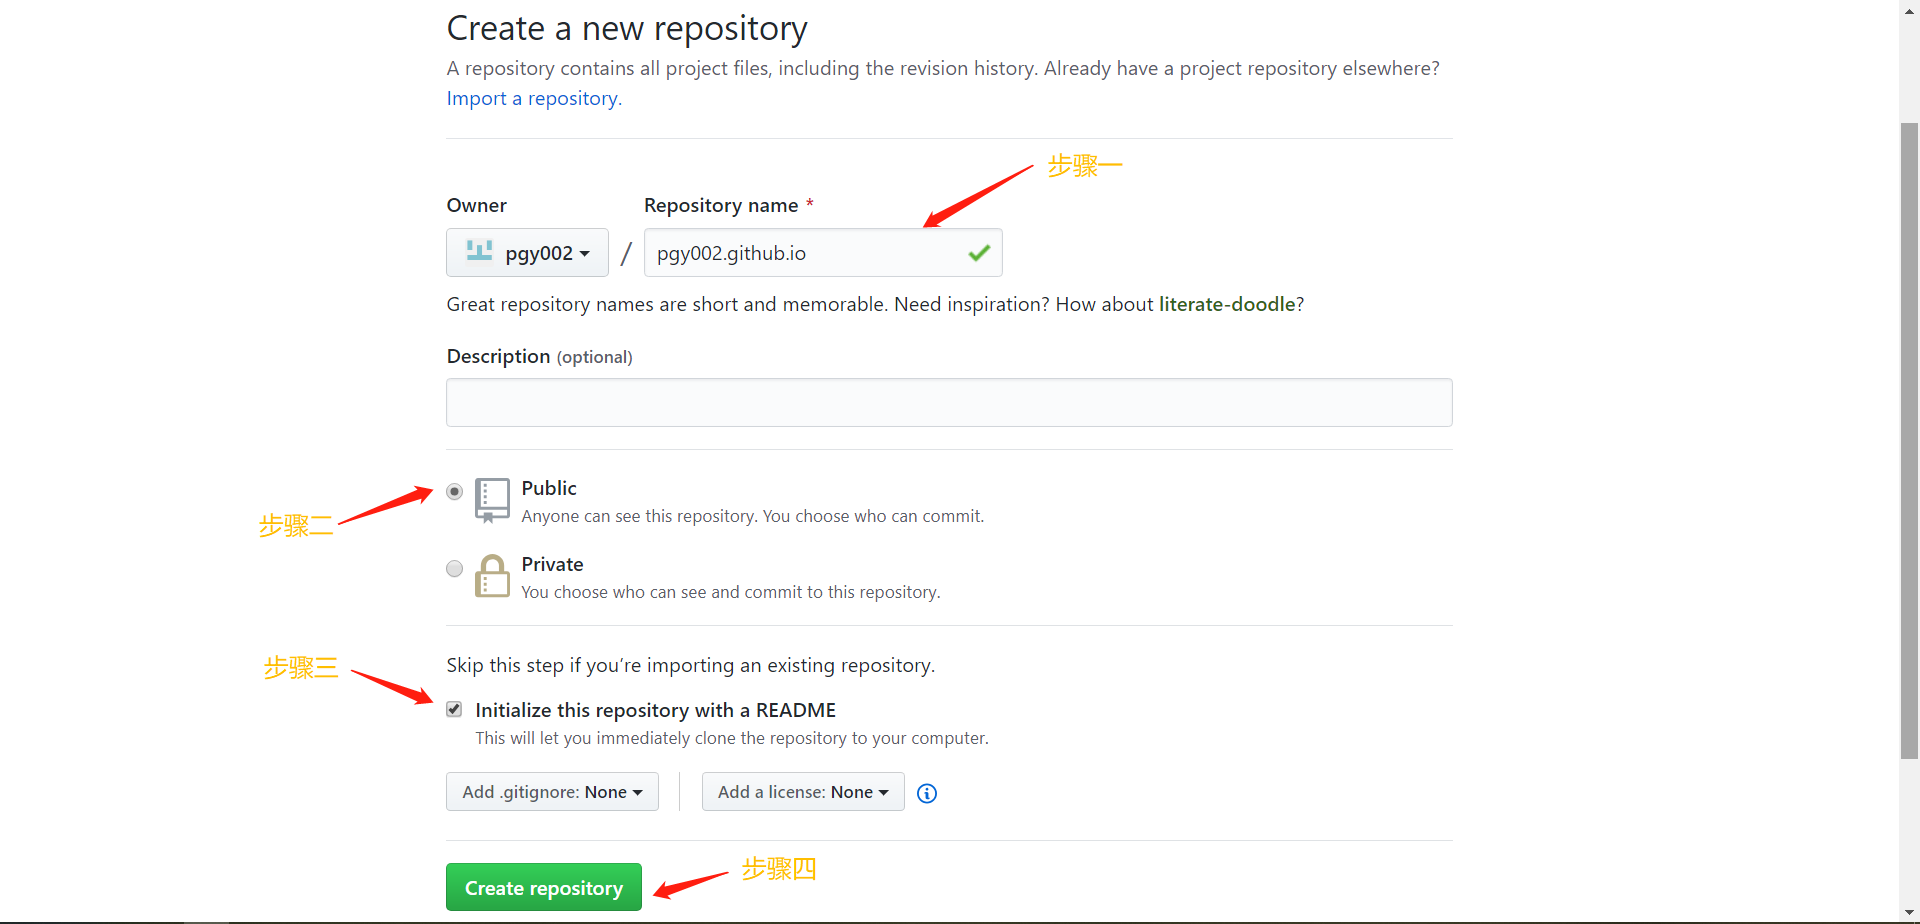 Create a new repository
A repository contains all project files, including the revision history. Already have a project repository elsewhere?
Import a repository.
步骤一
Owner
Repository name *
pgy002
/
pgy002.github.io
Great repository names are short and memorable. Need inspiration? How about literate-doodle?
Description (optional)
步骤二
Public
Anyone can see this repository. You choose who can commit.
Private
You choose who can see and commit to this repository.
步骤三
Skip this step if you’re importing an existing repository.
Initialize this repository with a README
This will let you immediately clone the repository to your computer.
Add .gitignore: None
Add a license: None
步骤四
Create repository